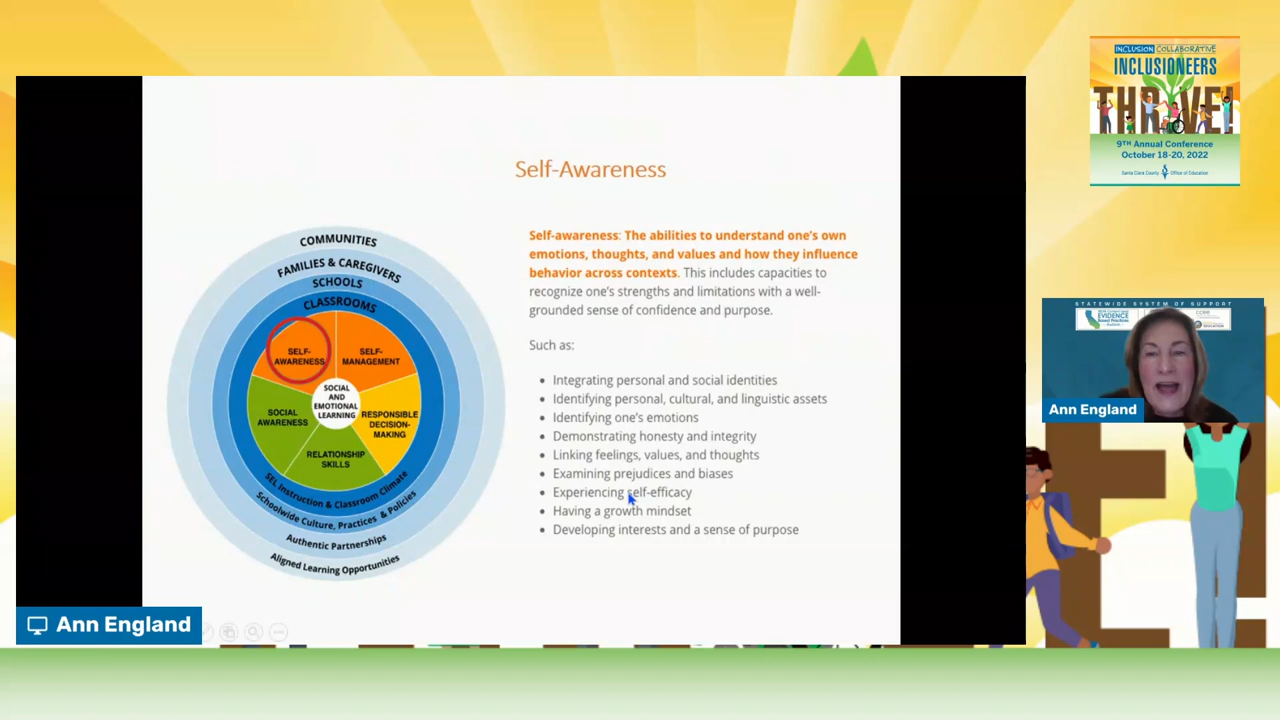 INCLUSION COLLABORATIVE
INCLUSIONEERS
THRIVE!
9TH Annual Conference
October 18-20, 2022
Santa Clara County Office of Education
Self-Awareness
COMMUNITIES
FAMILIES & CAREGIVERS
SCHOOLS
CLASSROOMS
SELF-
AWARENESS
SELF-
MANAGEMENT
SOCIAL
AND
EMOTIONAL
LEARNING
SOCIAL
AWARENESS
RESPONSIBLE
DECISION-
MAKING
RELATIONSHIP
SKILLS
SEL Instruction & Classroom Climate
Schoolwide Culture, Practices & Policies
Authentic Partnerships
Aligned Learning Opportunities
Self-awareness: The abilities to understand one's own
emotions, thoughts, and values and how they influence
behavior across contexts. This includes capacities to
recognize one's strengths and limitations with a well-
grounded sense of confidence and purpose.
Such as:
• Integrating personal and social identities
• Identifying personal, cultural, and linguistic assets
• Identifying one's emotions
• Demonstrating honesty and integrity
• Linking feelings, values, and thoughts
• Examining prejudices and biases
• Experiencing self-efficacy
• Having a growth mindset
• Developing interests and a sense of purpose
STATEWIDE SYSTEM OF SUPPORT
EVIDENCE
Ann England
Ann England